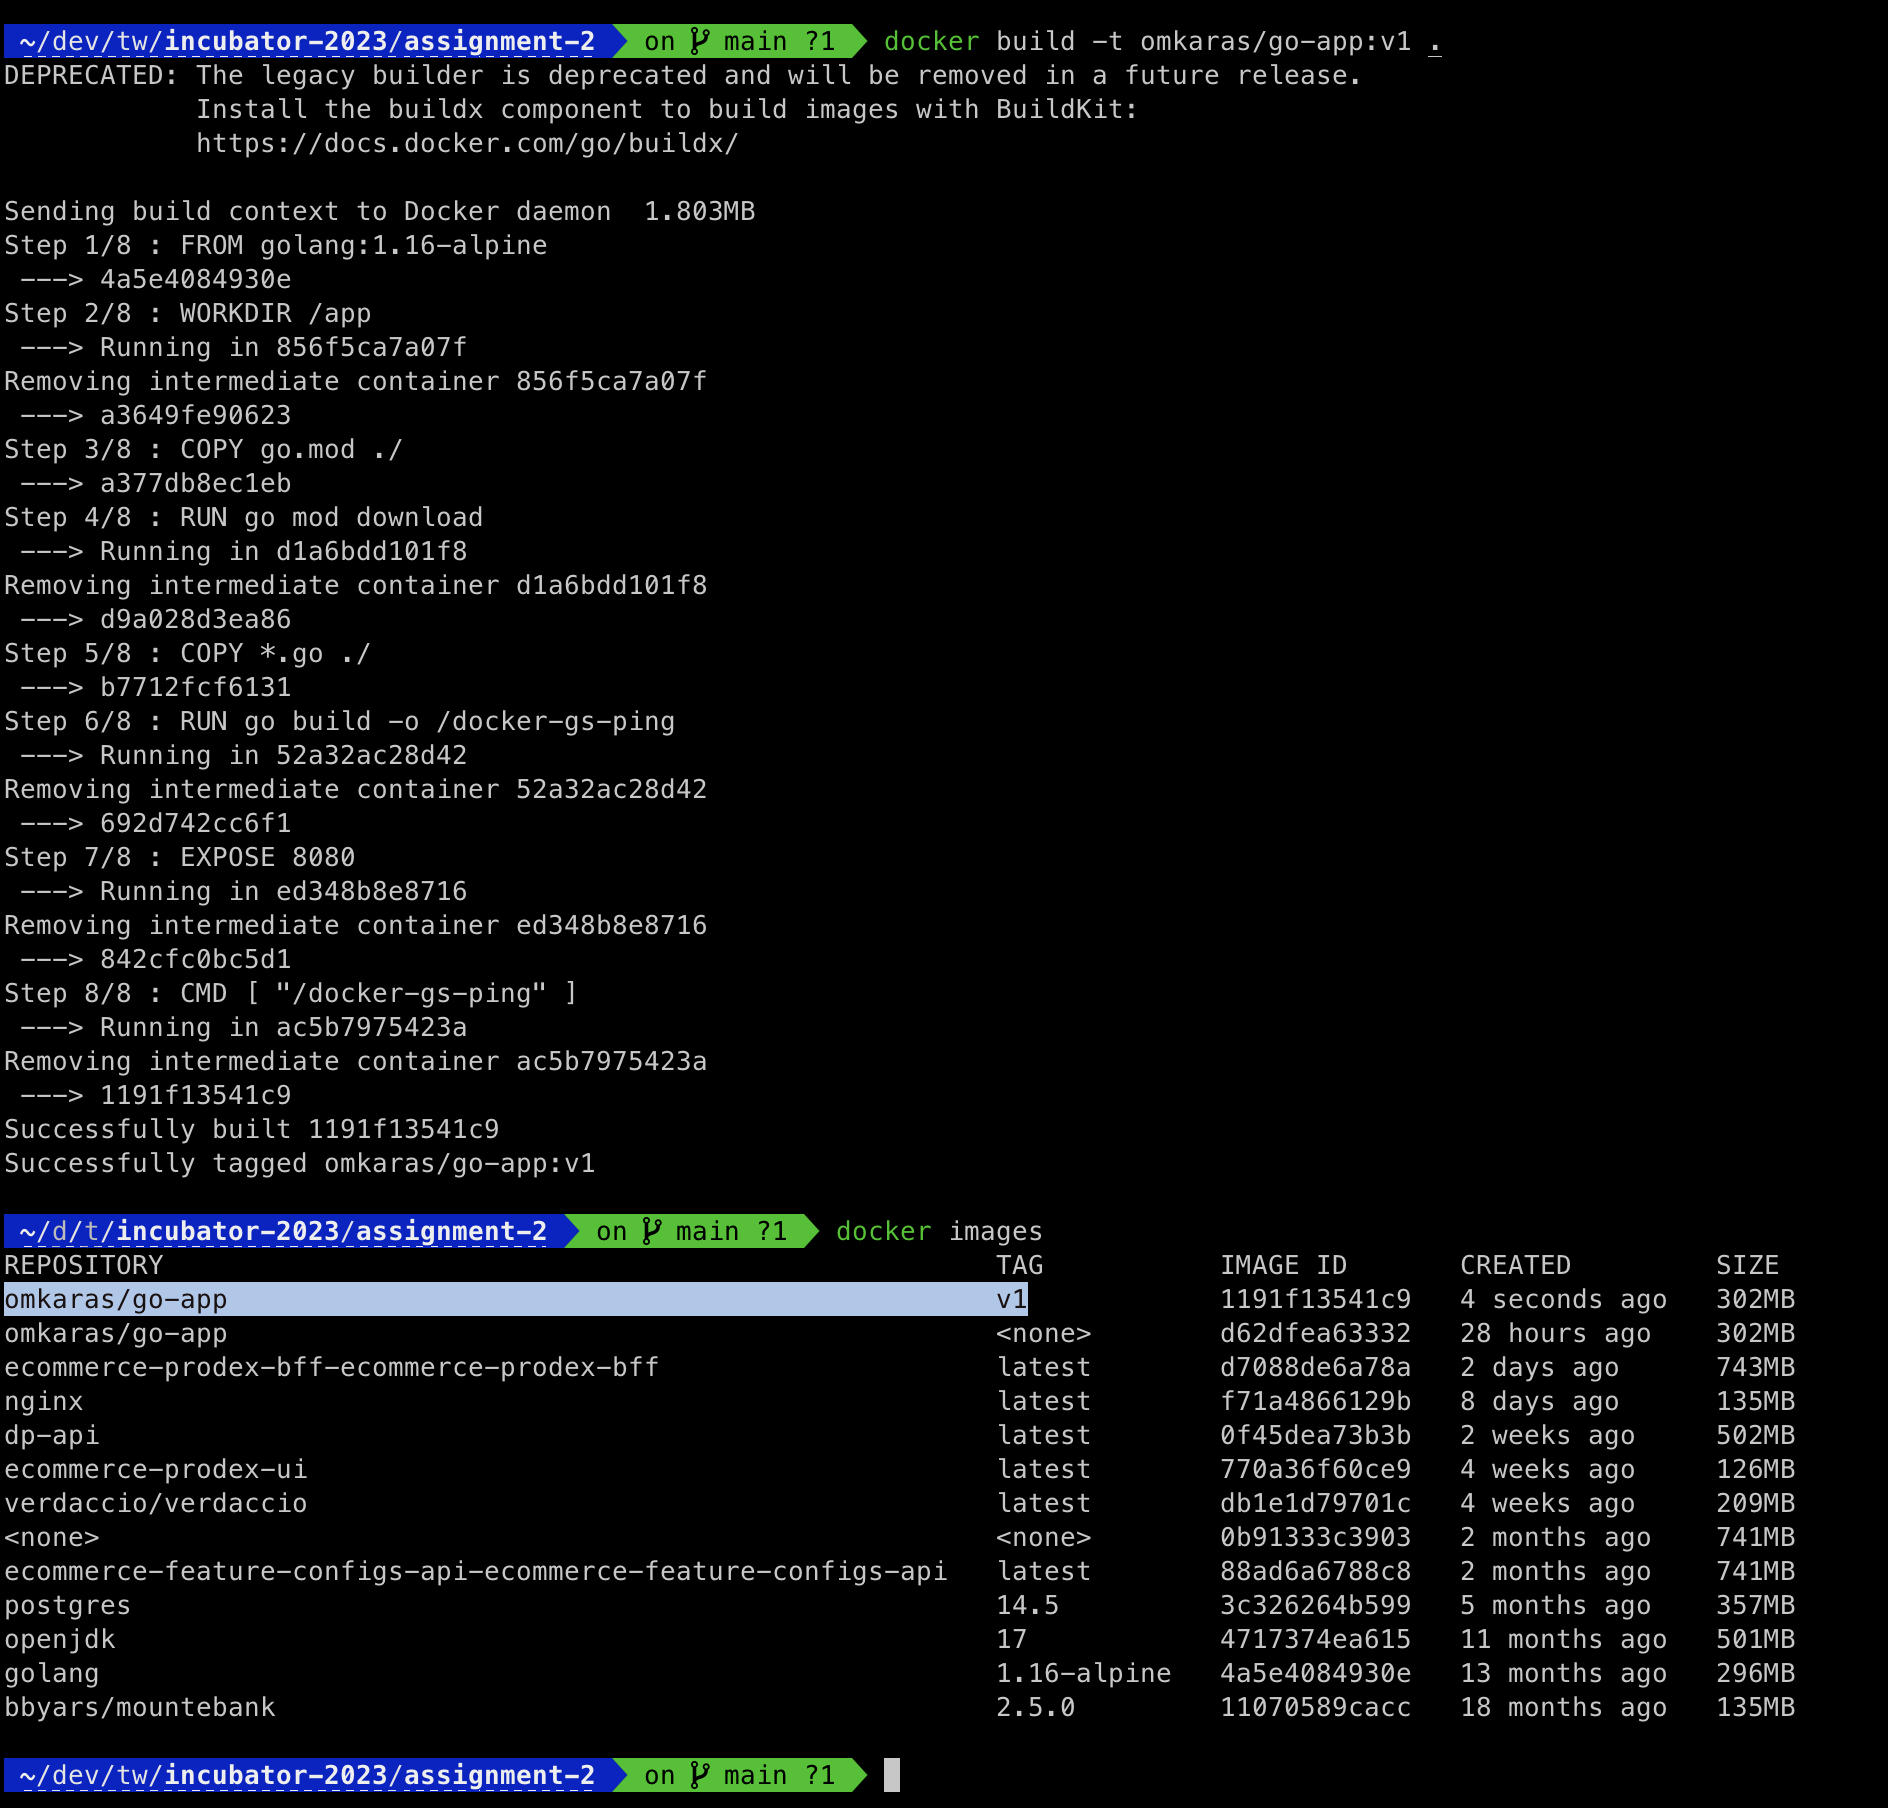 ~/dev/tw/incubator-2023/assignment-2 on main ?1 docker build -t omkaras/go-app:v1 .
DEPRECATED: The legacy builder is deprecated and will be removed in a future release.
            Install the buildx component to build images with BuildKit:
            https://docs.docker.com/go/buildx/

Sending build context to Docker daemon  1.803MB
Step 1/8 : FROM golang:1.16-alpine
 ---> 4a5e4084930e
Step 2/8 : WORKDIR /app
 ---> Running in 856f5ca7a07f
Removing intermediate container 856f5ca7a07f
 ---> a3649fe90623
Step 3/8 : COPY go.mod ./
 ---> a377db8ec1eb
Step 4/8 : RUN go mod download
 ---> Running in d1a6bdd101f8
Removing intermediate container d1a6bdd101f8
 ---> d9a028d3ea86
Step 5/8 : COPY *.go ./
 ---> b7712fcf6131
Step 6/8 : RUN go build -o /docker-gs-ping
 ---> Running in 52a32ac28d42
Removing intermediate container 52a32ac28d42
 ---> 692d742cc6f1
Step 7/8 : EXPOSE 8080
 ---> Running in ed348b8e8716
Removing intermediate container ed348b8e8716
 ---> 842cfc0bc5d1
Step 8/8 : CMD [ "/docker-gs-ping" ]
 ---> Running in ac5b7975423a
Removing intermediate container ac5b7975423a
 ---> 1191f13541c9
Successfully built 1191f13541c9
Successfully tagged omkaras/go-app:v1

~/d/t/incubator-2023/assignment-2 on main ?1 docker images
REPOSITORY TAG IMAGE ID CREATED SIZE
omkaras/go-app v1 1191f13541c9 4 seconds ago 302MB
omkaras/go-app <none> d62dfea63332 28 hours ago 302MB
ecommerce-prodex-bff-ecommerce-prodex-bff latest d7088de6a78a 2 days ago 743MB
nginx latest f71a4866129b 8 days ago 135MB
dp-api latest 0f45dea73b3b 2 weeks ago 502MB
ecommerce-prodex-ui latest 770a36f60ce9 4 weeks ago 126MB
verdaccio/verdaccio latest db1e1d79701c 4 weeks ago 209MB
<none> <none> 0b91333c3903 2 months ago 741MB
ecommerce-feature-configs-api-ecommerce-feature-configs-api latest 88ad6a6788c8 2 months ago 741MB
postgres 14.5 3c326264b599 5 months ago 357MB
openjdk 17 4717374ea615 11 months ago 501MB
golang 1.16-alpine 4a5e4084930e 13 months ago 296MB
bbyars/mountebank 2.5.0 11070589cacc 18 months ago 135MB

~/dev/tw/incubator-2023/assignment-2 on main ?1